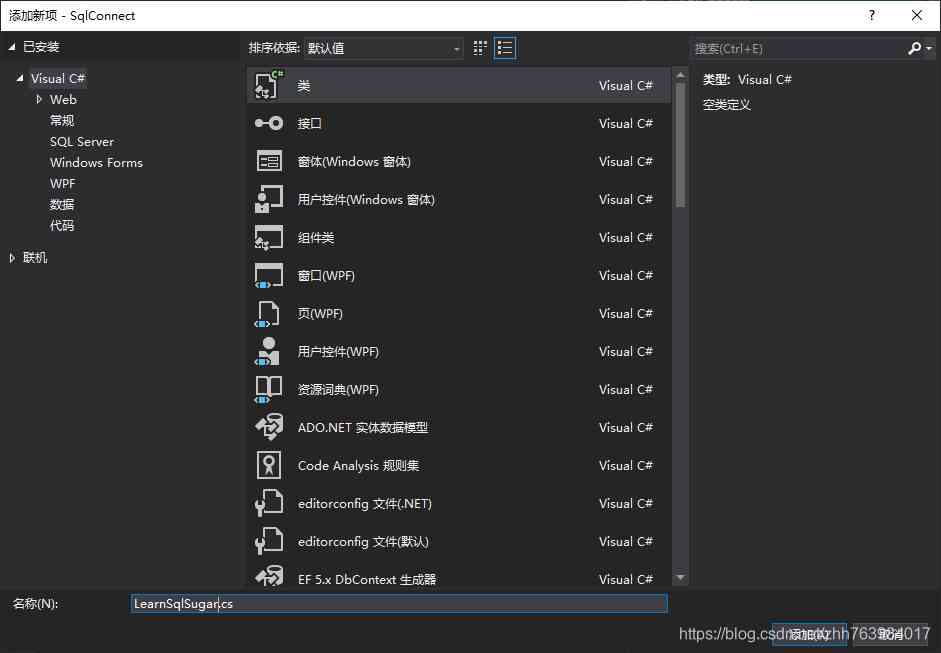 添加新项 - SqlConnect
?
已安装
排序依据: 默认值
搜索(Ctrl+E)
Visual C#
Web
常规
SQL Server
Windows Forms
WPF
数据
代码
联机
类 Visual C#
接口 Visual C#
窗体(Windows 窗体) Visual C#
用户控件(Windows 窗体) Visual C#
组件类 Visual C#
窗口(WPF) Visual C#
页(WPF) Visual C#
用户控件(WPF) Visual C#
资源词典(WPF) Visual C#
ADO.NET 实体数据模型 Visual C#
Code Analysis 规则集 Visual C#
editorconfig 文件(.NET) Visual C#
editorconfig 文件(默认) Visual C#
EF 5.x DbContext 生成器 Visual C#
类型: Visual C#
空类定义
名称(N): LearnSqlSugar.cs
添加(A) 取消